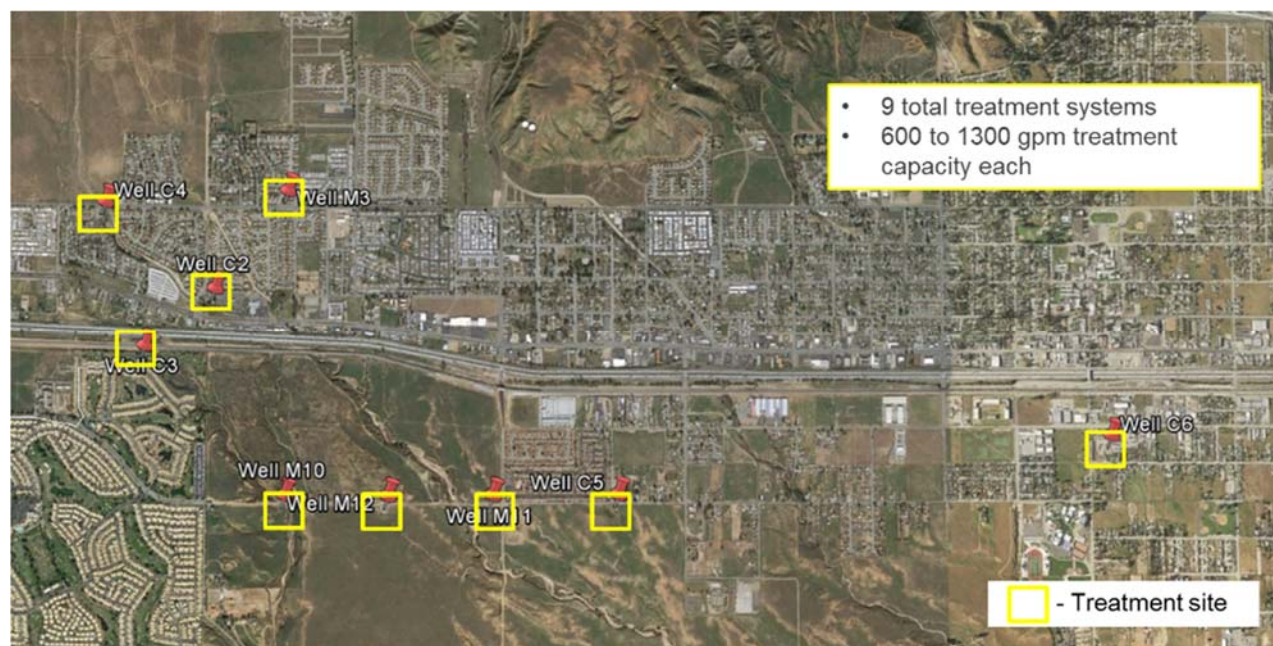 • 9 total treatment systems
• 600 to 1300 gpm treatment
capacity each
Well C4
Well M3
Well C2
Well C3
Well C6
Well M10
Well M12
Well M11
Well C5
- Treatment site